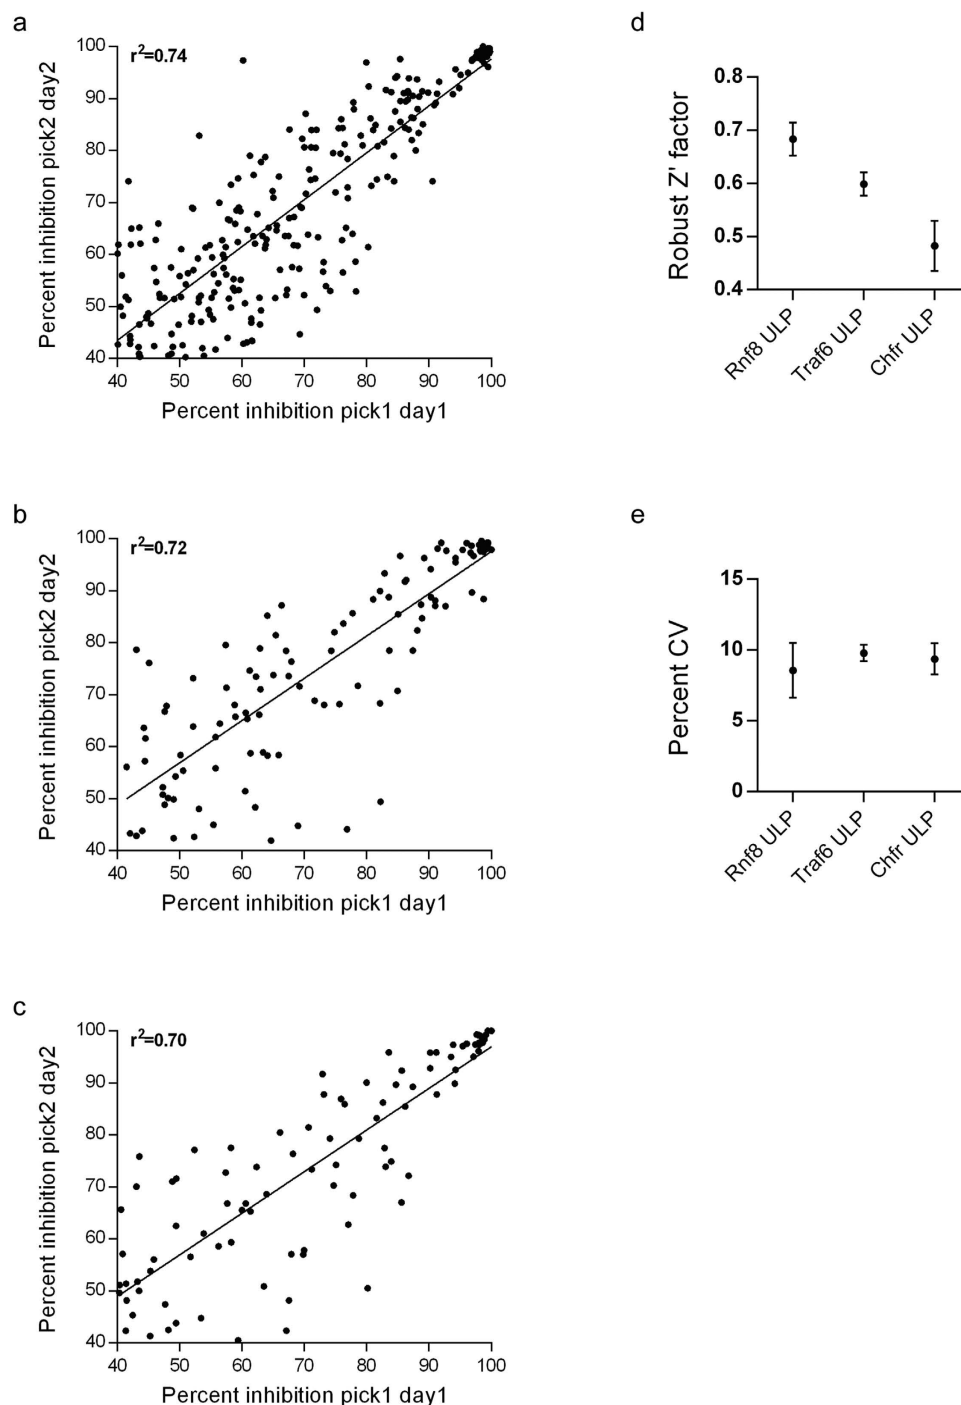 a
r2=0.74
100
90
80
70
60
50
40
Percent inhibition pick2 day2
40 50 60 70 80 90 100
Percent inhibition pick1 day1
d
0.8
0.7
0.6
0.5
0.4
Robust Z' factor
Rnf8 ULP
Traf6 ULP
Chfr ULP
b
r2=0.72
100
90
80
70
60
50
40
Percent inhibition pick2 day2
40 50 60 70 80 90 100
Percent inhibition pick1 day1
e
15
10
5
0
Percent CV
Rnf8 ULP
Traf6 ULP
Chfr ULP
c
r2=0.70
100
90
80
70
60
50
40
Percent inhibition pick2 day2
40 50 60 70 80 90 100
Percent inhibition pick1 day1